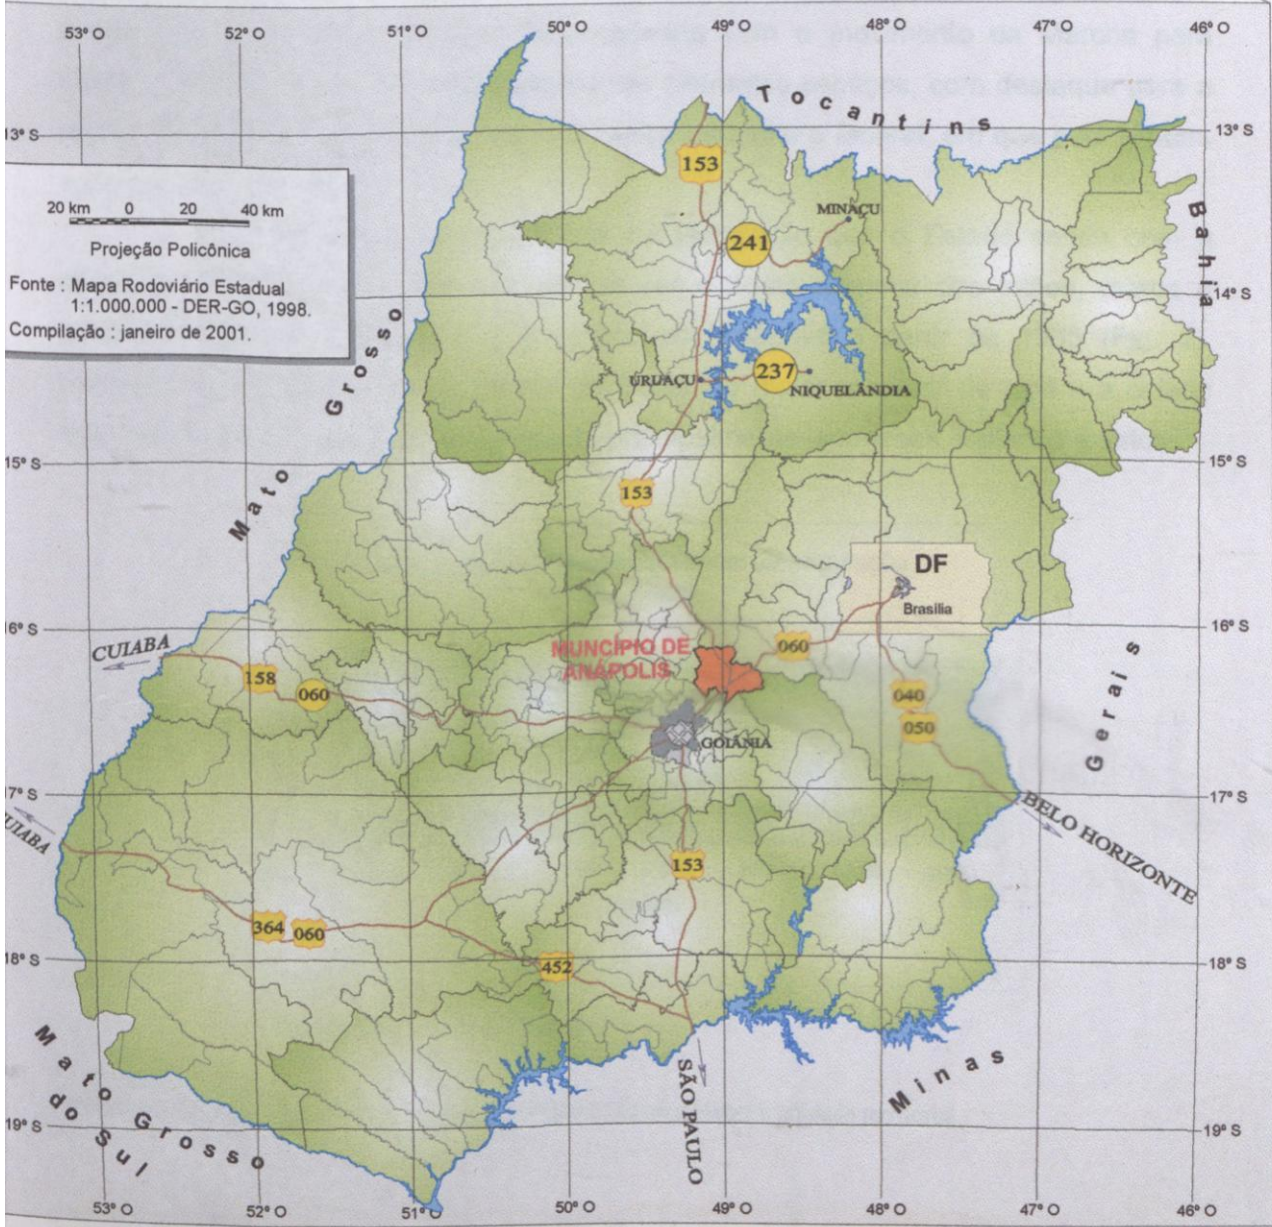 53° O 52° O 51° O 50° O 49° O 48° O 47° O 46° O
Tocantins
13° S
13° S
153
20 km 0 20 40 km
Projeção Policônica
Fonte : Mapa Rodoviário Estadual
1:1.000.000 - DER-GO, 1998.
Compilação : janeiro de 2001.
MINAÇU
241
Bahia
14° S
Mato Grosso
URUAÇU
237
NIQUELÂNDIA
15° S
15° S
153
DF
Brasília
16° S
16° S
CUIABÁ
MUNCÍPIO DE
ANÁPOLIS
060
158
060
040
050
GOIÂNIA
Minas Gerais
17° S
17° S
BELO HORIZONTE
153
364
060
452
18° S
18° S
SÃO PAULO
Mato Grosso
do Sul
19° S
19° S
53° O 52° O 51° O 50° O 49° O 48° O 47° O 46° O